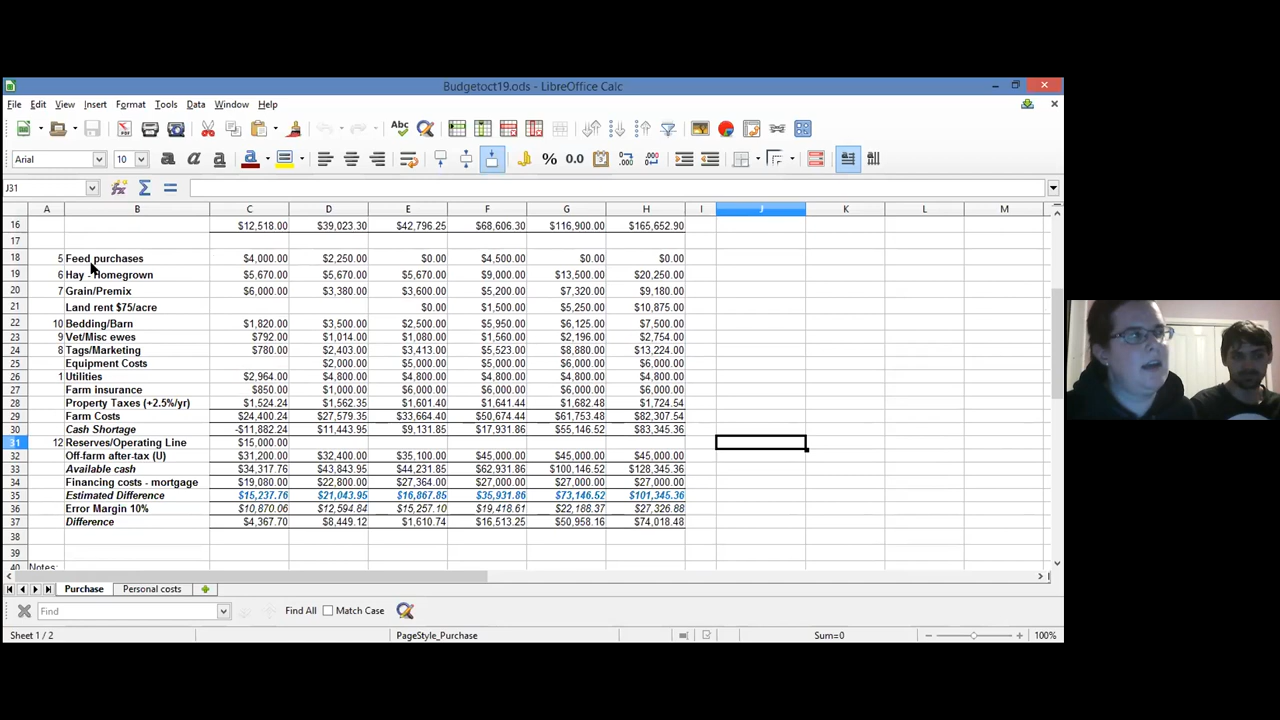 Budgetoct19.ods - LibreOffice Calc
File Edit View Insert Format Tools Data Window Help
Abc
Arial 10 a a a a % 0.0
J31
A B C D E F G H I J K L M
16 $12,518.00 $39,023.30 $42,796.25 $68,606.30 $116,900.00 $165,652.90
17
18 5 Feed purchases $4,000.00 $2,250.00 $0.00 $4,500.00 $0.00 $0.00
19 6 Hay - Homegrown $5,670.00 $5,670.00 $5,670.00 $9,000.00 $13,500.00 $20,250.00
20 7 Grain/Premix $6,000.00 $3,380.00 $3,600.00 $5,200.00 $7,320.00 $9,180.00
21 Land rent $75/acre $0.00 $1,500.00 $5,250.00 $10,875.00
22 10 Bedding/Barn $1,820.00 $3,500.00 $2,500.00 $5,950.00 $6,125.00 $7,500.00
23 9 Vet/Misc ewes $792.00 $1,014.00 $1,080.00 $1,560.00 $2,196.00 $2,754.00
24 8 Tags/Marketing $780.00 $2,403.00 $3,413.00 $5,523.00 $8,880.00 $13,224.00
25 Equipment Costs $2,000.00 $5,000.00 $5,000.00 $6,000.00 $6,000.00
26 1 Utilities $2,964.00 $4,800.00 $4,800.00 $4,800.00 $4,800.00 $4,800.00
27 Farm insurance $850.00 $1,000.00 $6,000.00 $6,000.00 $6,000.00 $6,000.00
28 Property Taxes (+2.5%/yr) $1,524.24 $1,562.35 $1,601.40 $1,641.44 $1,682.48 $1,724.54
29 Farm Costs $24,400.24 $27,579.35 $33,664.40 $50,674.44 $61,753.48 $82,307.54
30 Cash Shortage -$11,882.24 $11,443.95 $9,131.85 $17,931.86 $55,146.52 $83,345.36
31 12 Reserves/Operating Line $15,000.00
32 Off-farm after-tax (U) $31,200.00 $32,400.00 $35,100.00 $45,000.00 $45,000.00 $45,000.00
33 Available cash $34,317.76 $43,843.95 $44,231.85 $62,931.86 $100,146.52 $128,345.36
34 Financing costs - mortgage $19,080.00 $22,800.00 $27,364.00 $27,000.00 $27,000.00 $27,000.00
35 Estimated Difference $15,237.76 $21,043.95 $16,867.85 $35,931.86 $73,146.52 $101,345.36
36 Error Margin 10% $10,870.06 $12,594.84 $15,257.10 $19,418.61 $22,188.37 $27,326.88
37 Difference $4,367.70 $8,449.12 $1,610.74 $16,513.25 $50,958.16 $74,018.48
38
39
40 Notes:
Purchase Personal costs
Find Find All Match Case
Sheet 1 / 2 PageStyle_Purchase Sum=0 100%